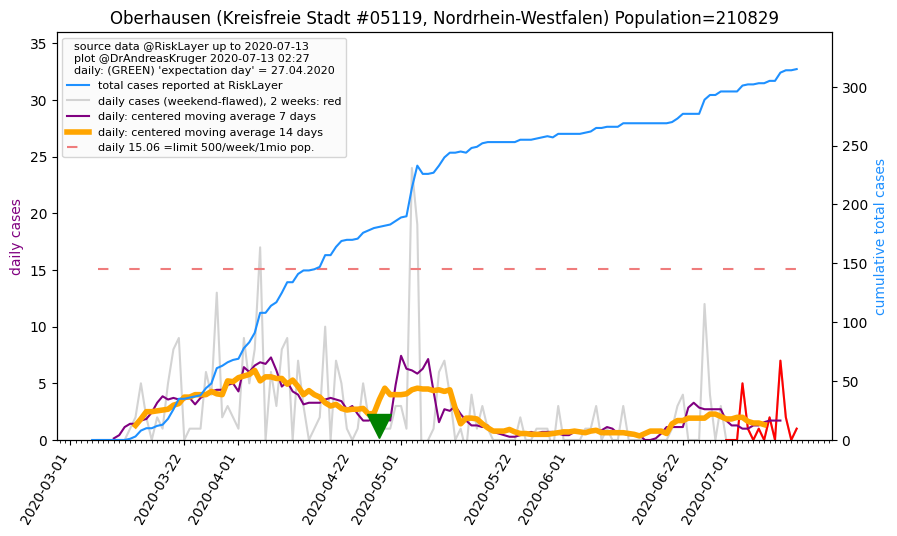 Oberhausen (Kreisfreie Stadt #05119, Nordrhein-Westfalen) Population=210829
source data @RiskLayer up to 2020-07-13
plot @DrAndreasKruger 2020-07-13 02:27
daily: (GREEN) 'expectation day' = 27.04.2020
total cases reported at RiskLayer
daily cases (weekend-flawed), 2 weeks: red
daily: centered moving average 7 days
daily: centered moving average 14 days
daily 15.06 =limit 500/week/1mio pop.
daily cases
35
30
25
20
15
10
5
0
cumulative total cases
300
250
200
150
100
50
0
2020-03-01
2020-03-22
2020-04-01
2020-04-22
2020-05-01
2020-05-22
2020-06-01
2020-06-22
2020-07-01